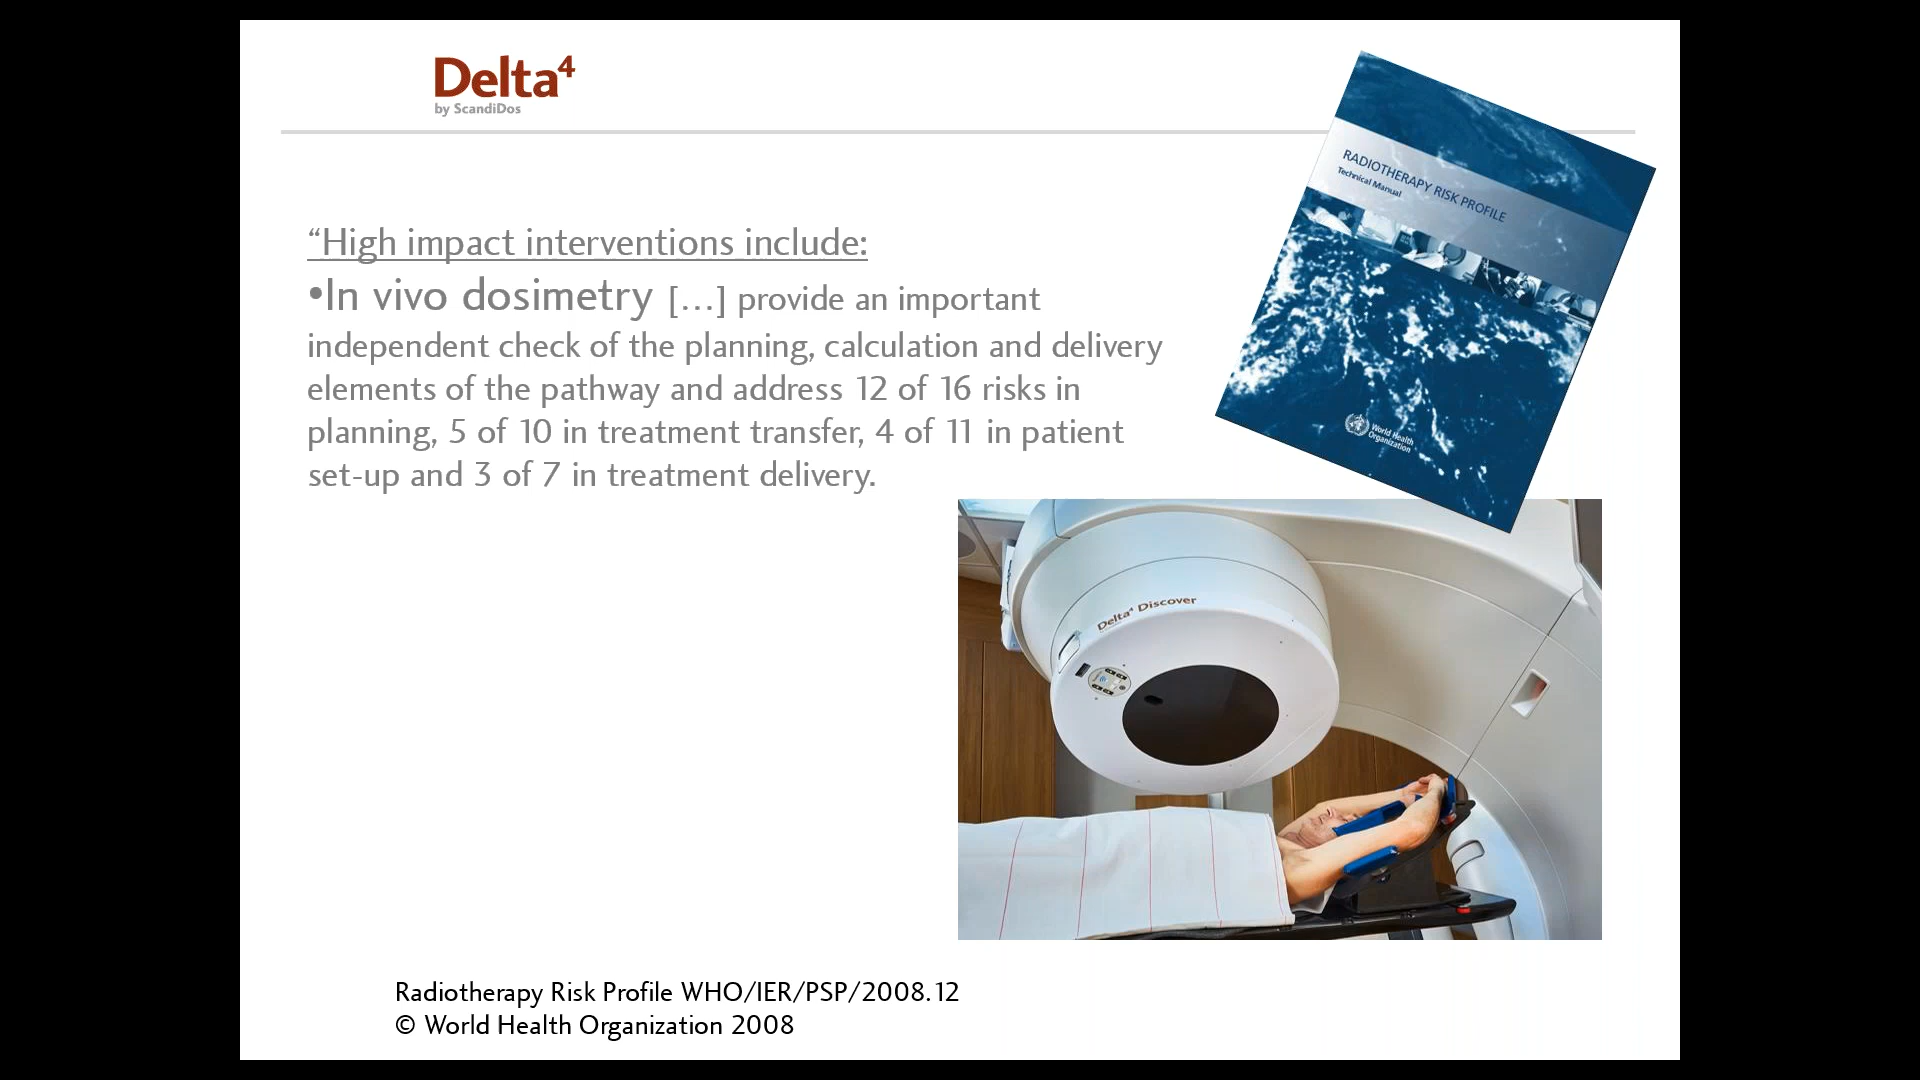 Delta⁴
by ScandiDos
RADIOTHERAPY RISK PROFILE
Technical Manual
World Health
Organization
“High impact interventions include:
•In vivo dosimetry […] provide an important
independent check of the planning, calculation and delivery
elements of the pathway and address 12 of 16 risks in
planning, 5 of 10 in treatment transfer, 4 of 11 in patient
set-up and 3 of 7 in treatment delivery.
Delta⁴ Discover
Radiotherapy Risk Profile WHO/IER/PSP/2008.12
© World Health Organization 2008